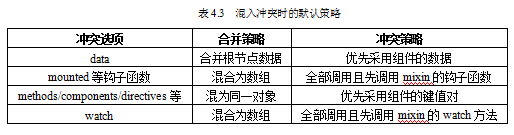 表 4.3 混入冲突时的默认策略
冲突选项 合并策略 冲突策略
data 合并根节点数据 优先采用组件的数据
mounted 等钩子函数 混合为数组 全部调用且先调用 mixin 的钩子函数
methods/components/directives 等 混为同一对象 优先采用组件的键值对
watch 混合为数组 全部调用且先调用 mixin 的 watch 方法